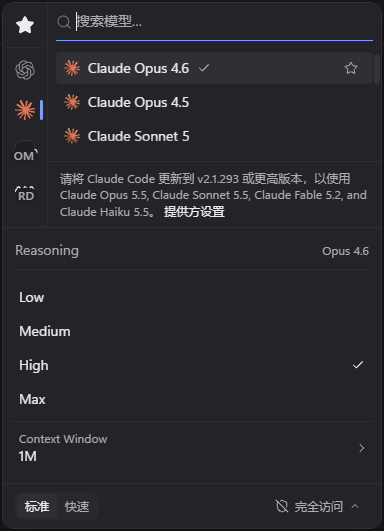 搜索模型...
Claude Opus 4.6
Claude Opus 4.5
Claude Sonnet 5
OM
RD
请将 Claude Code 更新到 v2.1.293 或更高版本，以使用
Claude Opus 5.5, Claude Sonnet 5.5, Claude Fable 5.2, and
Claude Haiku 5.5。 提供方设置
Reasoning Opus 4.6
Low
Medium
High
Max
Context Window
1M
标准 快速 完全访问